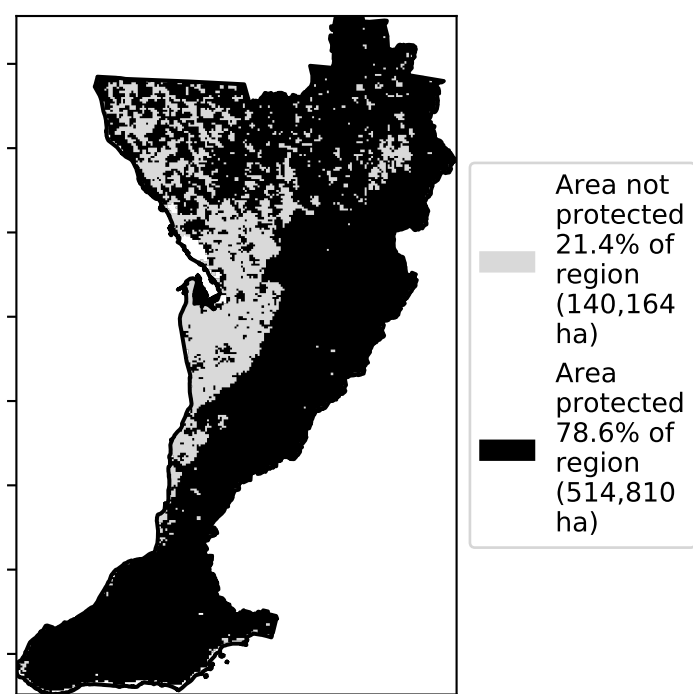 Area not
protected
21.4% of
region
(140,164
ha)
Area
protected
78.6% of
region
(514,810
ha)